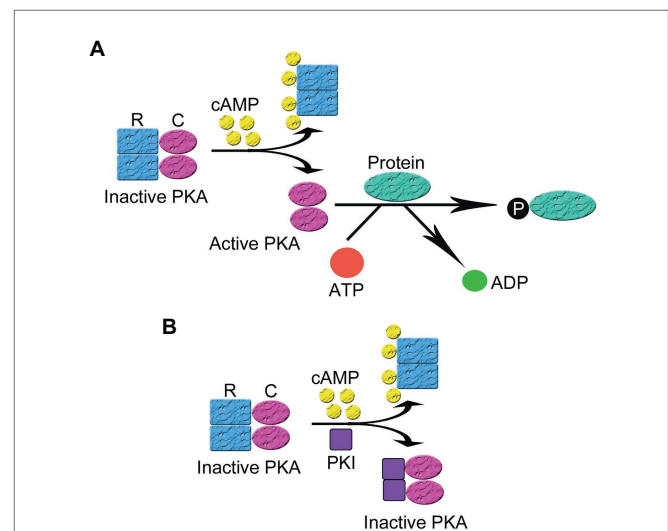 A
cAMP
R C
Inactive PKA
Protein
P
Active PKA
ATP
ADP
B
cAMP
R C
Inactive PKA
PKI
Inactive PKA